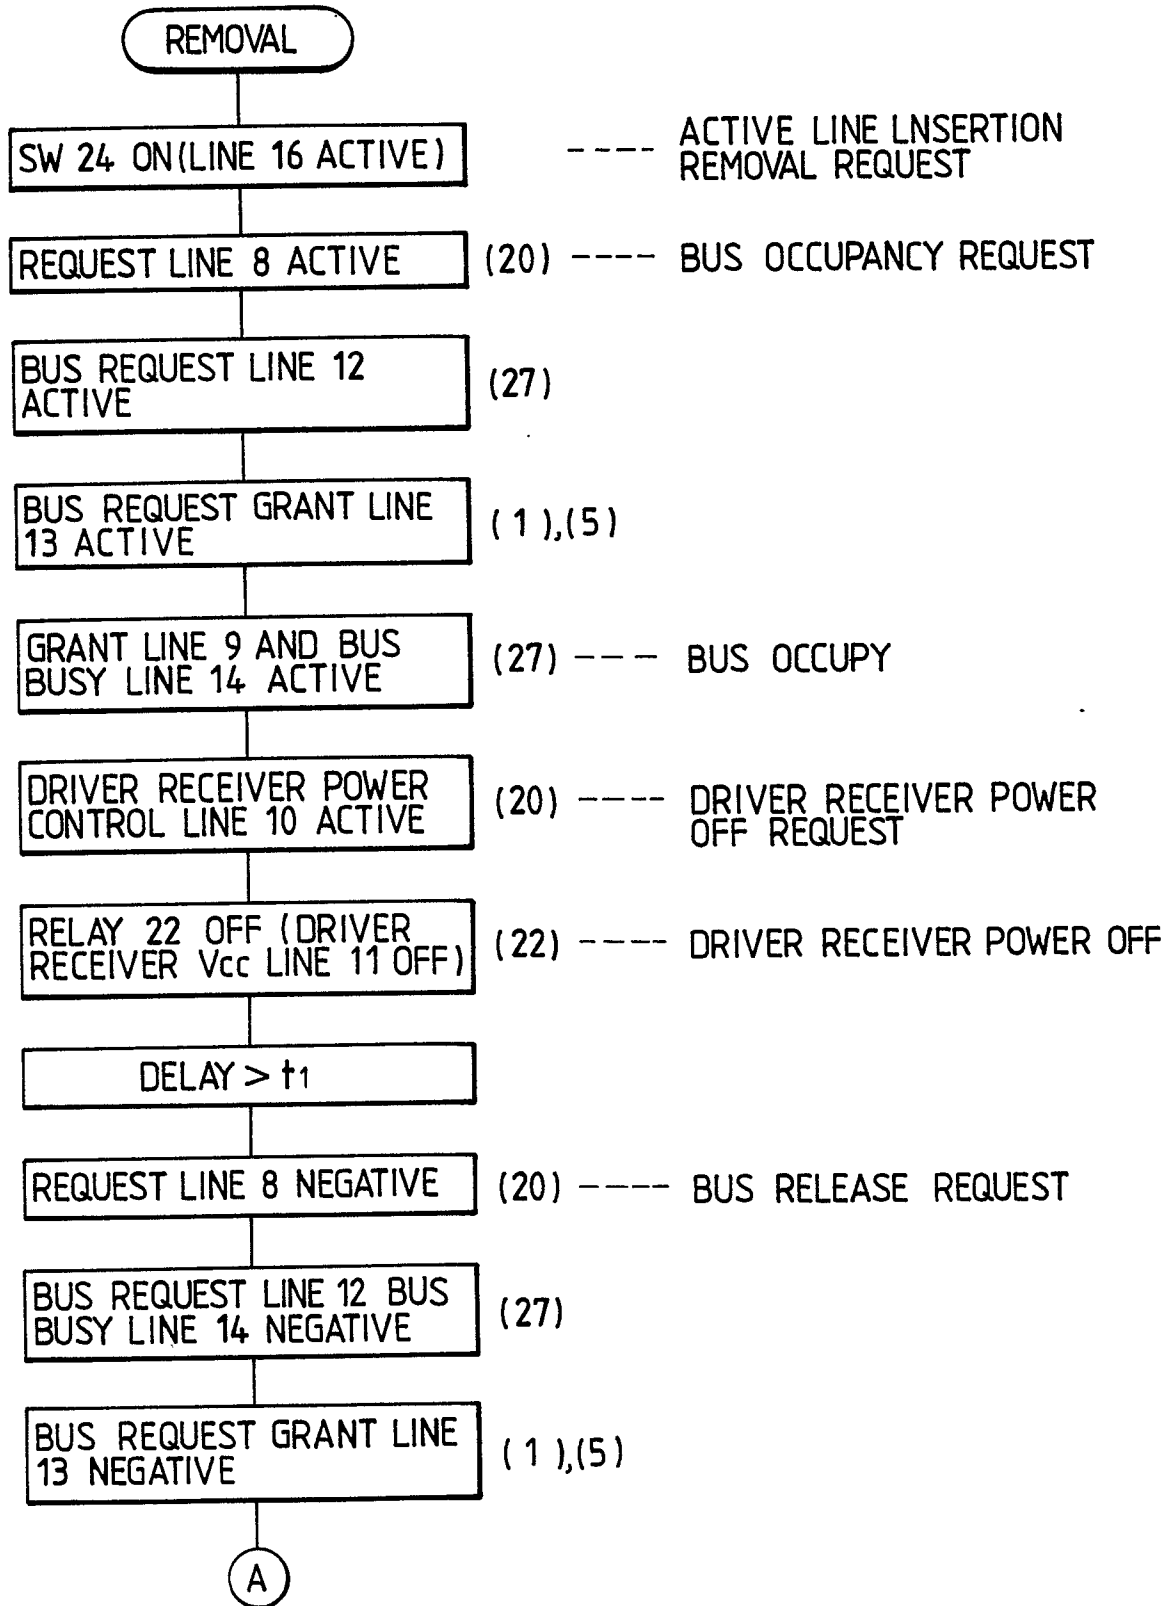 REMOVAL
SW 24 ON (LINE 16 ACTIVE)
---- ACTIVE LINE LNSERTION
REMOVAL REQUEST
REQUEST LINE 8 ACTIVE (20) ---- BUS OCCUPANCY REQUEST
BUS REQUEST LINE 12
ACTIVE
(27)
BUS REQUEST GRANT LINE
13 ACTIVE
(1),(5)
GRANT LINE 9 AND BUS
BUSY LINE 14 ACTIVE
(27) --- BUS OCCUPY
DRIVER RECEIVER POWER
CONTROL LINE 10 ACTIVE
(20) ---- DRIVER RECEIVER POWER
OFF REQUEST
RELAY 22 OFF (DRIVER
RECEIVER Vcc LINE 11 OFF)
(22) ---- DRIVER RECEIVER POWER OFF
DELAY > t1
REQUEST LINE 8 NEGATIVE (20) ---- BUS RELEASE REQUEST
BUS REQUEST LINE 12 BUS
BUSY LINE 14 NEGATIVE
(27)
BUS REQUEST GRANT LINE
13 NEGATIVE
(1),(5)
A